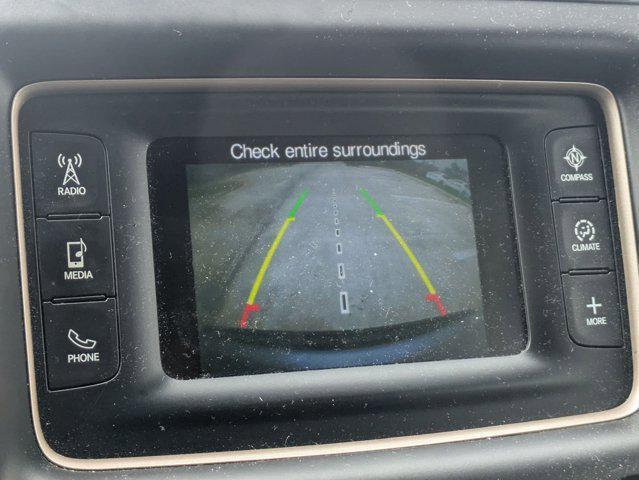 Check entire surroundings
RADIO
MEDIA
PHONE
N
COMPASS
CLIMATE
MORE